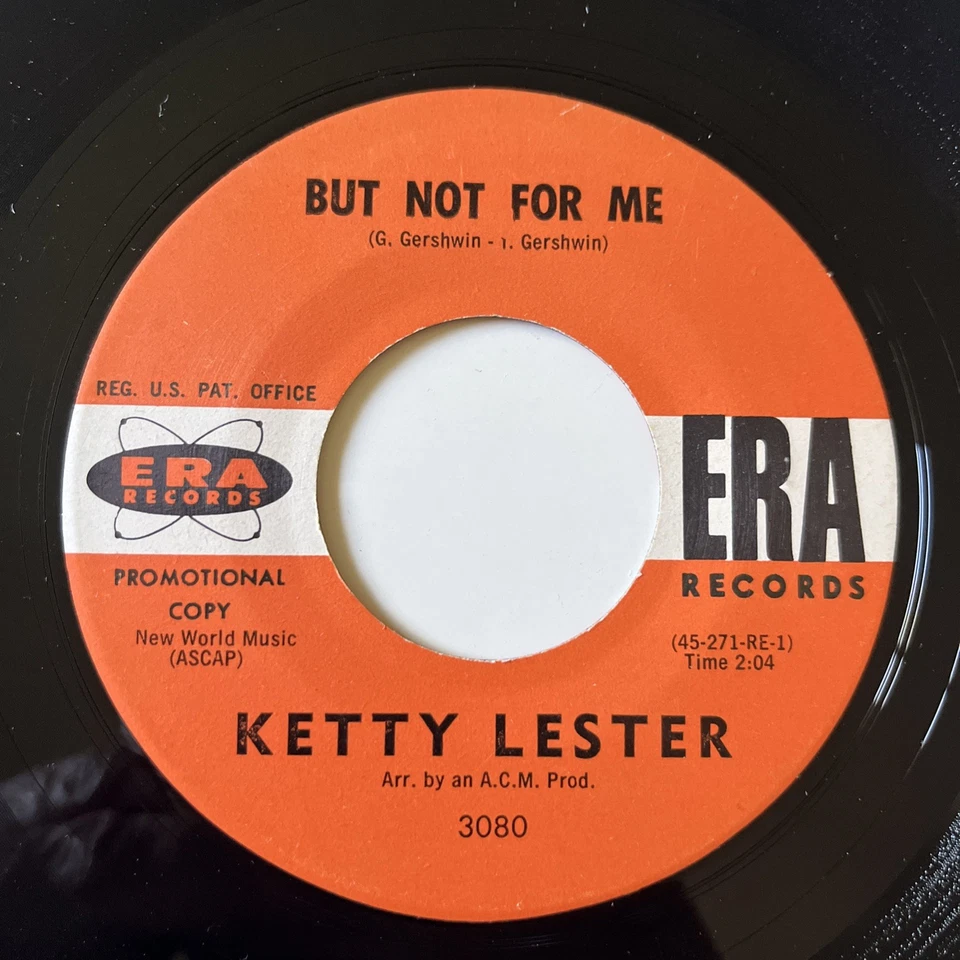 BUT NOT FOR ME
(G. Gershwin - I. Gershwin)
REG. U.S. PAT. OFFICE
ERA
RECORDS
PROMOTIONAL
COPY
New World Music
(ASCAP)
ERA
RECORDS
(45-271-RE-1)
Time 2:04
KETTY LESTER
Arr. by an A.C.M. Prod.
3080